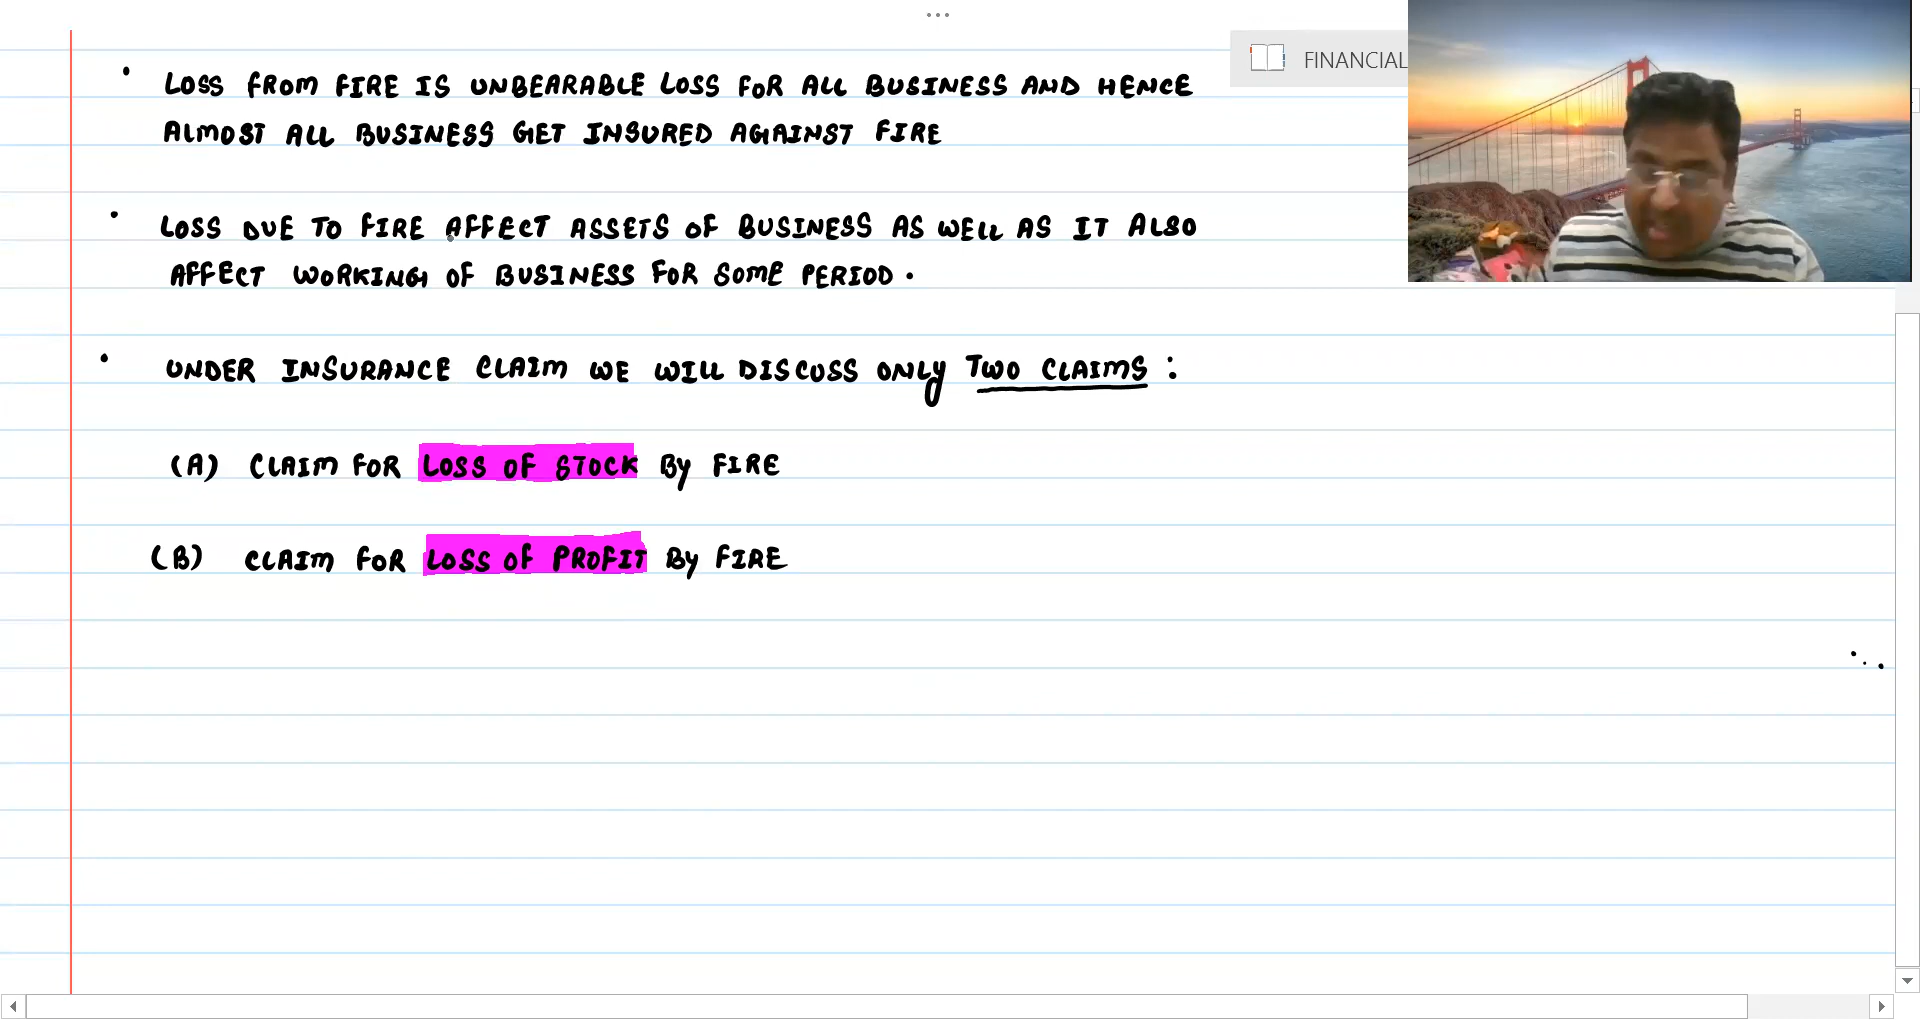 FINANCIAL
• LOSS FROM FIRE IS UNBEARABLE LOSS FOR ALL BUSINESS AND HENCE
ALMOST ALL BUSINESS GET INSURED AGAINST FIRE
• LOSS DUE TO FIRE AFFECT ASSETS OF BUSINESS AS WELL AS IT ALSO
AFFECT WORKING OF BUSINESS FOR SOME PERIOD.
• UNDER INSURANCE CLAIM WE WILL DISCUSS ONLY TWO CLAIMS :
(A) CLAIM FOR LOSS OF STOCK BY FIRE
(B) CLAIM FOR LOSS OF PROFIT BY FIRE